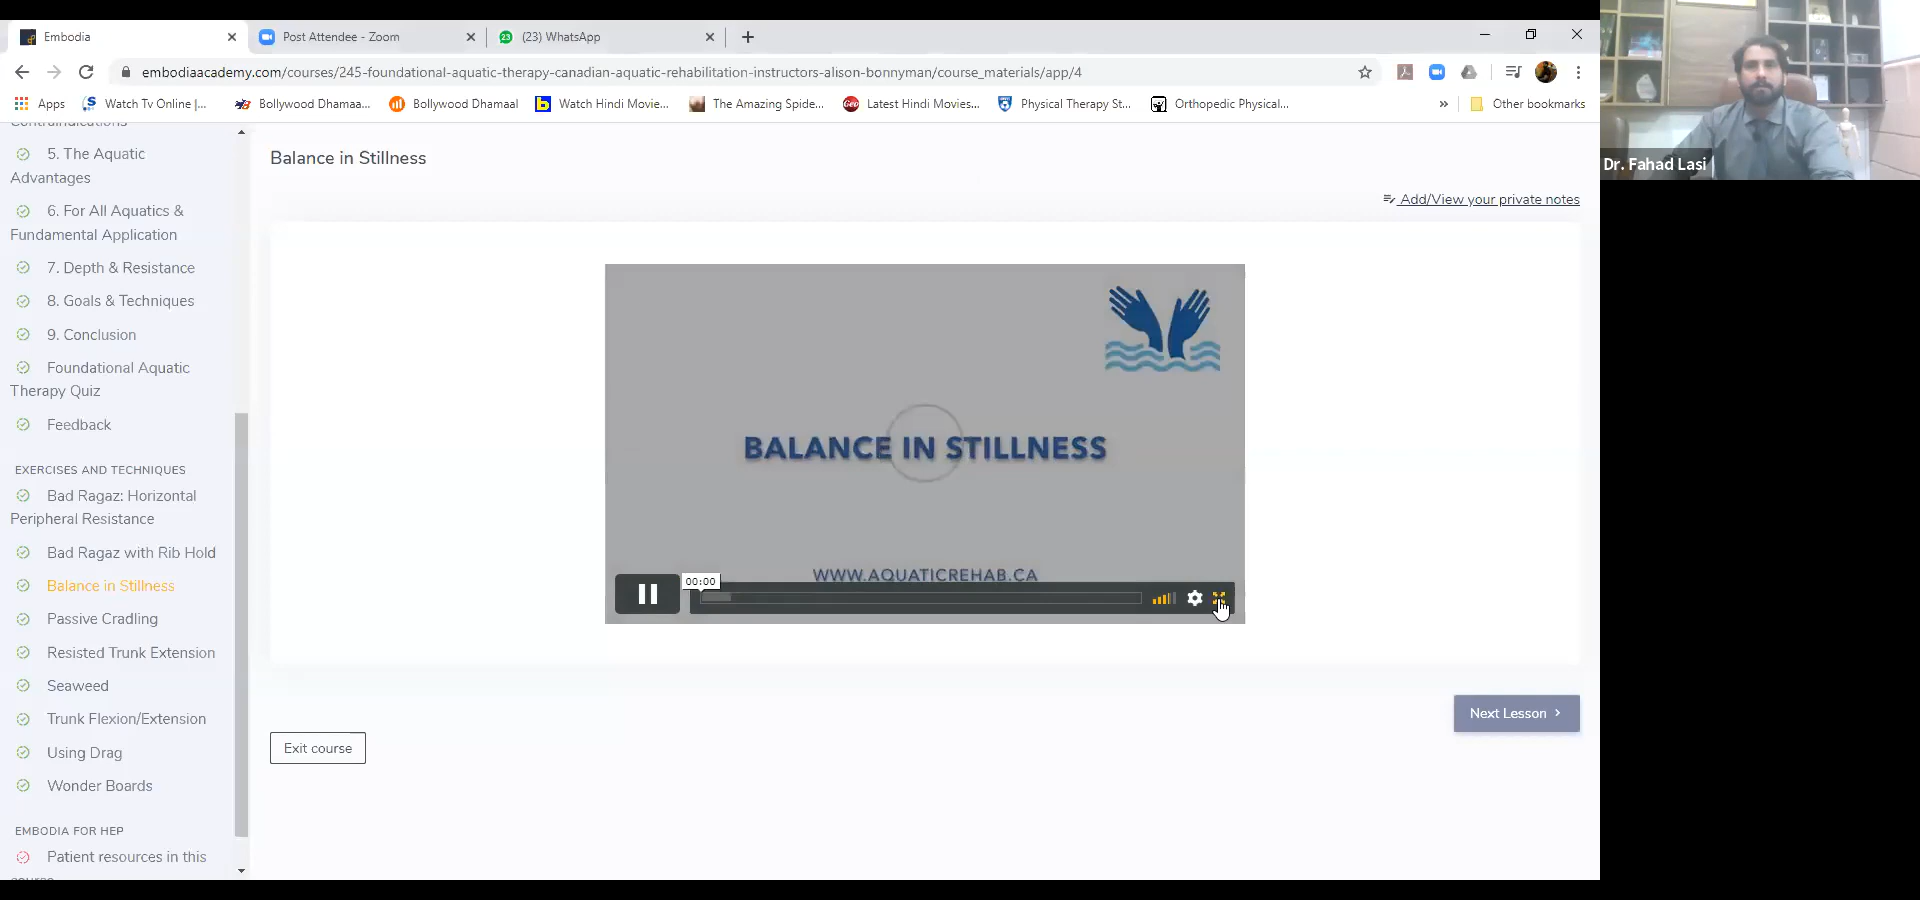 Embodia
Post Attendee - Zoom
(23) WhatsApp
embodiaacademy.com/courses/245-foundational-aquatic-therapy-canadian-aquatic-rehabilitation-instructors-alison-bonnyman/course_materials/app/4
Apps
Watch Tv Online |...
Bollywood Dhamaa...
Bollywood Dhamaal
Watch Hindi Movie...
The Amazing Spide...
Latest Hindi Movies...
Physical Therapy St...
Orthopedic Physical...
»
Other bookmarks
Contraindications
5. The Aquatic
Advantages
6. For All Aquatics &
Fundamental Application
7. Depth & Resistance
8. Goals & Techniques
9. Conclusion
Foundational Aquatic
Therapy Quiz
Feedback
EXERCISES AND TECHNIQUES
Bad Ragaz: Horizontal
Peripheral Resistance
Bad Ragaz with Rib Hold
Balance in Stillness
Passive Cradling
Resisted Trunk Extension
Seaweed
Trunk Flexion/Extension
Using Drag
Wonder Boards
EMBODIA FOR HEP
Patient resources in this
course
Balance in Stillness
Add/View your private notes
BALANCE IN STILLNESS
WWW.AQUATICREHAB.CA
00:00
Next Lesson
Exit course
Dr. Fahad Lasi